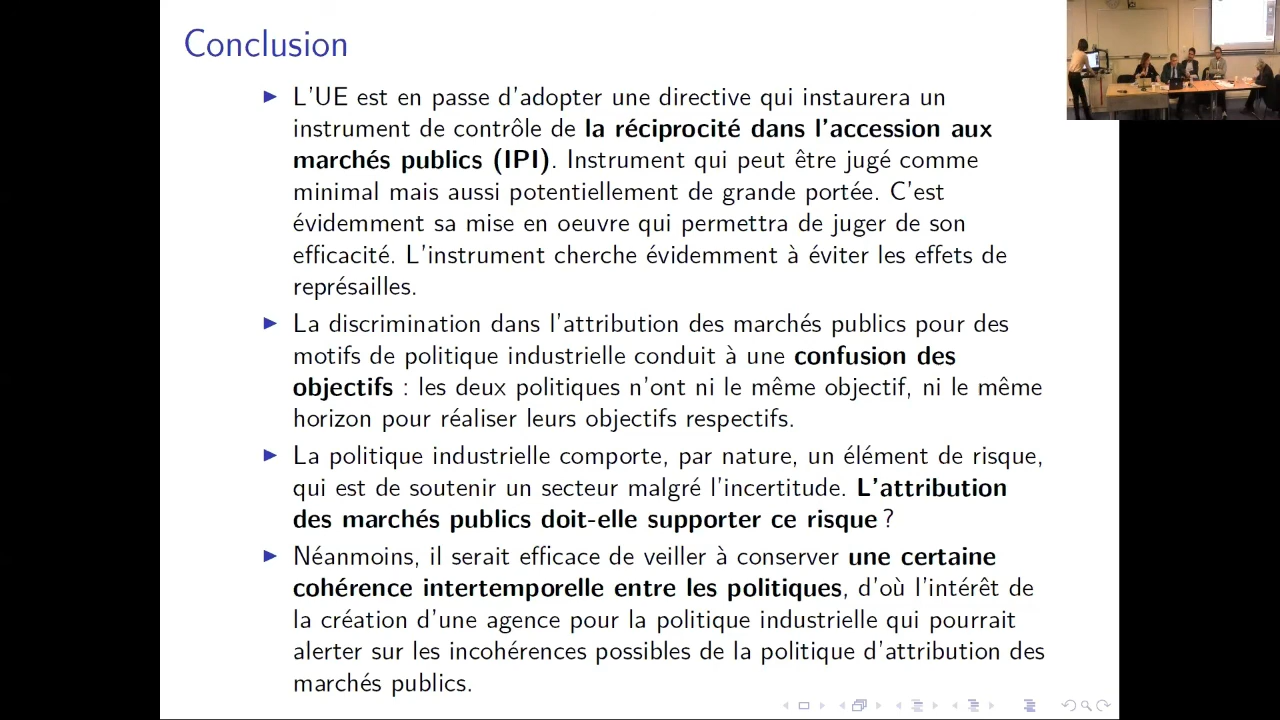 Conclusion
L'UE est en passe d'adopter une directive qui instaurera un
instrument de contrôle de la réciprocité dans l'accession aux
marchés publics (IPI). Instrument qui peut être jugé comme
minimal mais aussi potentiellement de grande portée. C'est
évidemment sa mise en oeuvre qui permettra de juger de son
efficacité. L'instrument cherche évidemment à éviter les effets de
représailles.
La discrimination dans l'attribution des marchés publics pour des
motifs de politique industrielle conduit à une confusion des
objectifs : les deux politiques n'ont ni le même objectif, ni le même
horizon pour réaliser leurs objectifs respectifs.
La politique industrielle comporte, par nature, un élément de risque,
qui est de soutenir un secteur malgré l'incertitude. L'attribution
des marchés publics doit-elle supporter ce risque ?
Néanmoins, il serait efficace de veiller à conserver une certaine
cohérence intertemporelle entre les politiques, d'où l'intérêt de
la création d'une agence pour la politique industrielle qui pourrait
alerter sur les incohérences possibles de la politique d'attribution des
marchés publics.